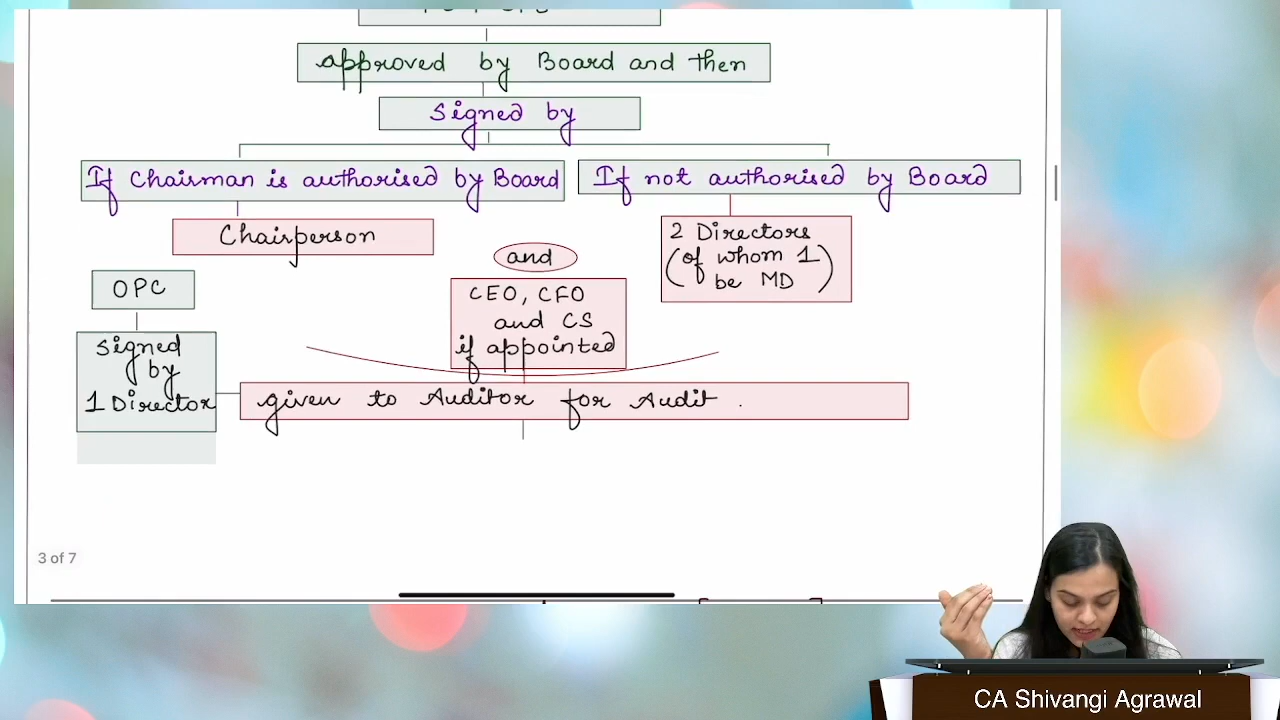 approved by Board and then
Signed by
If Chairman is authorised by Board
If not authorised by Board
Chairperson
2 Directors
(of whom 1
be MD)
and
OPC
CEO, CFO
and CS
if appointed
Signed
by
1 Director
given to Auditor for Audit .
3 of 7
CA Shivangi Agrawal